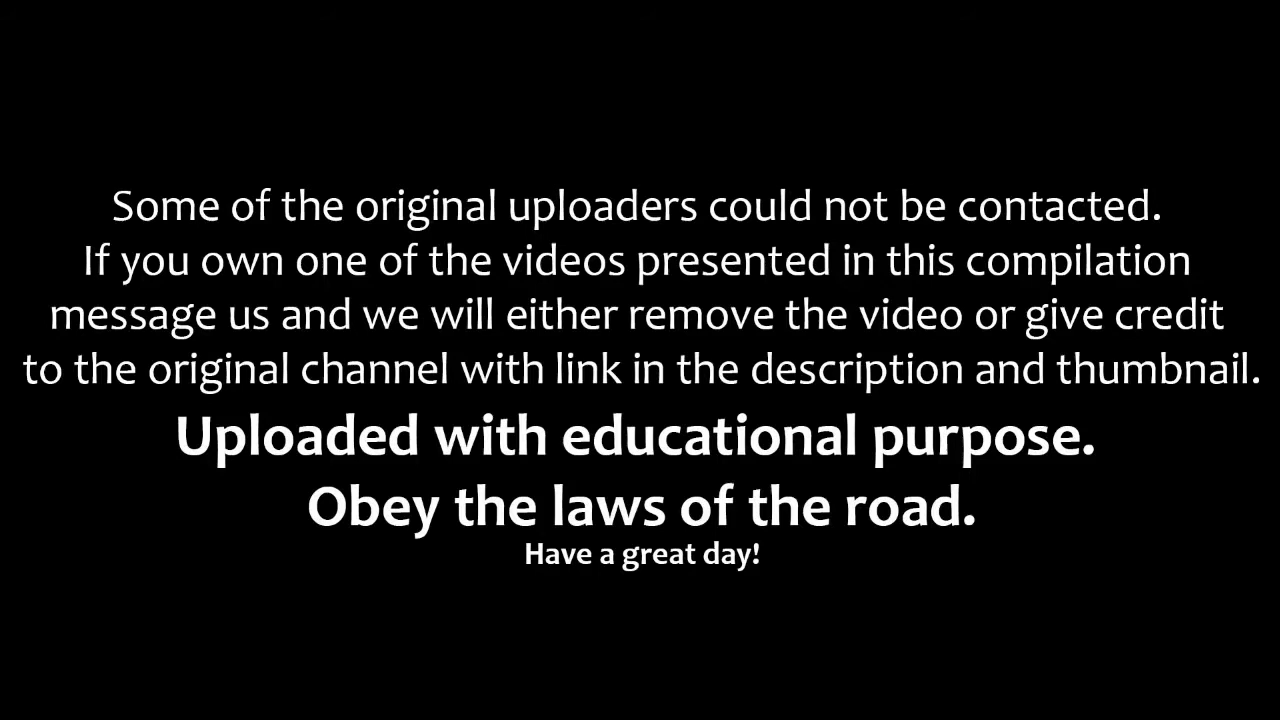 Some of the original uploaders could not be contacted.
If you own one of the videos presented in this compilation
message us and we will either remove the video or give credit
to the original channel with link in the description and thumbnail.
Uploaded with educational purpose.
Obey the laws of the road.
Have a great day!